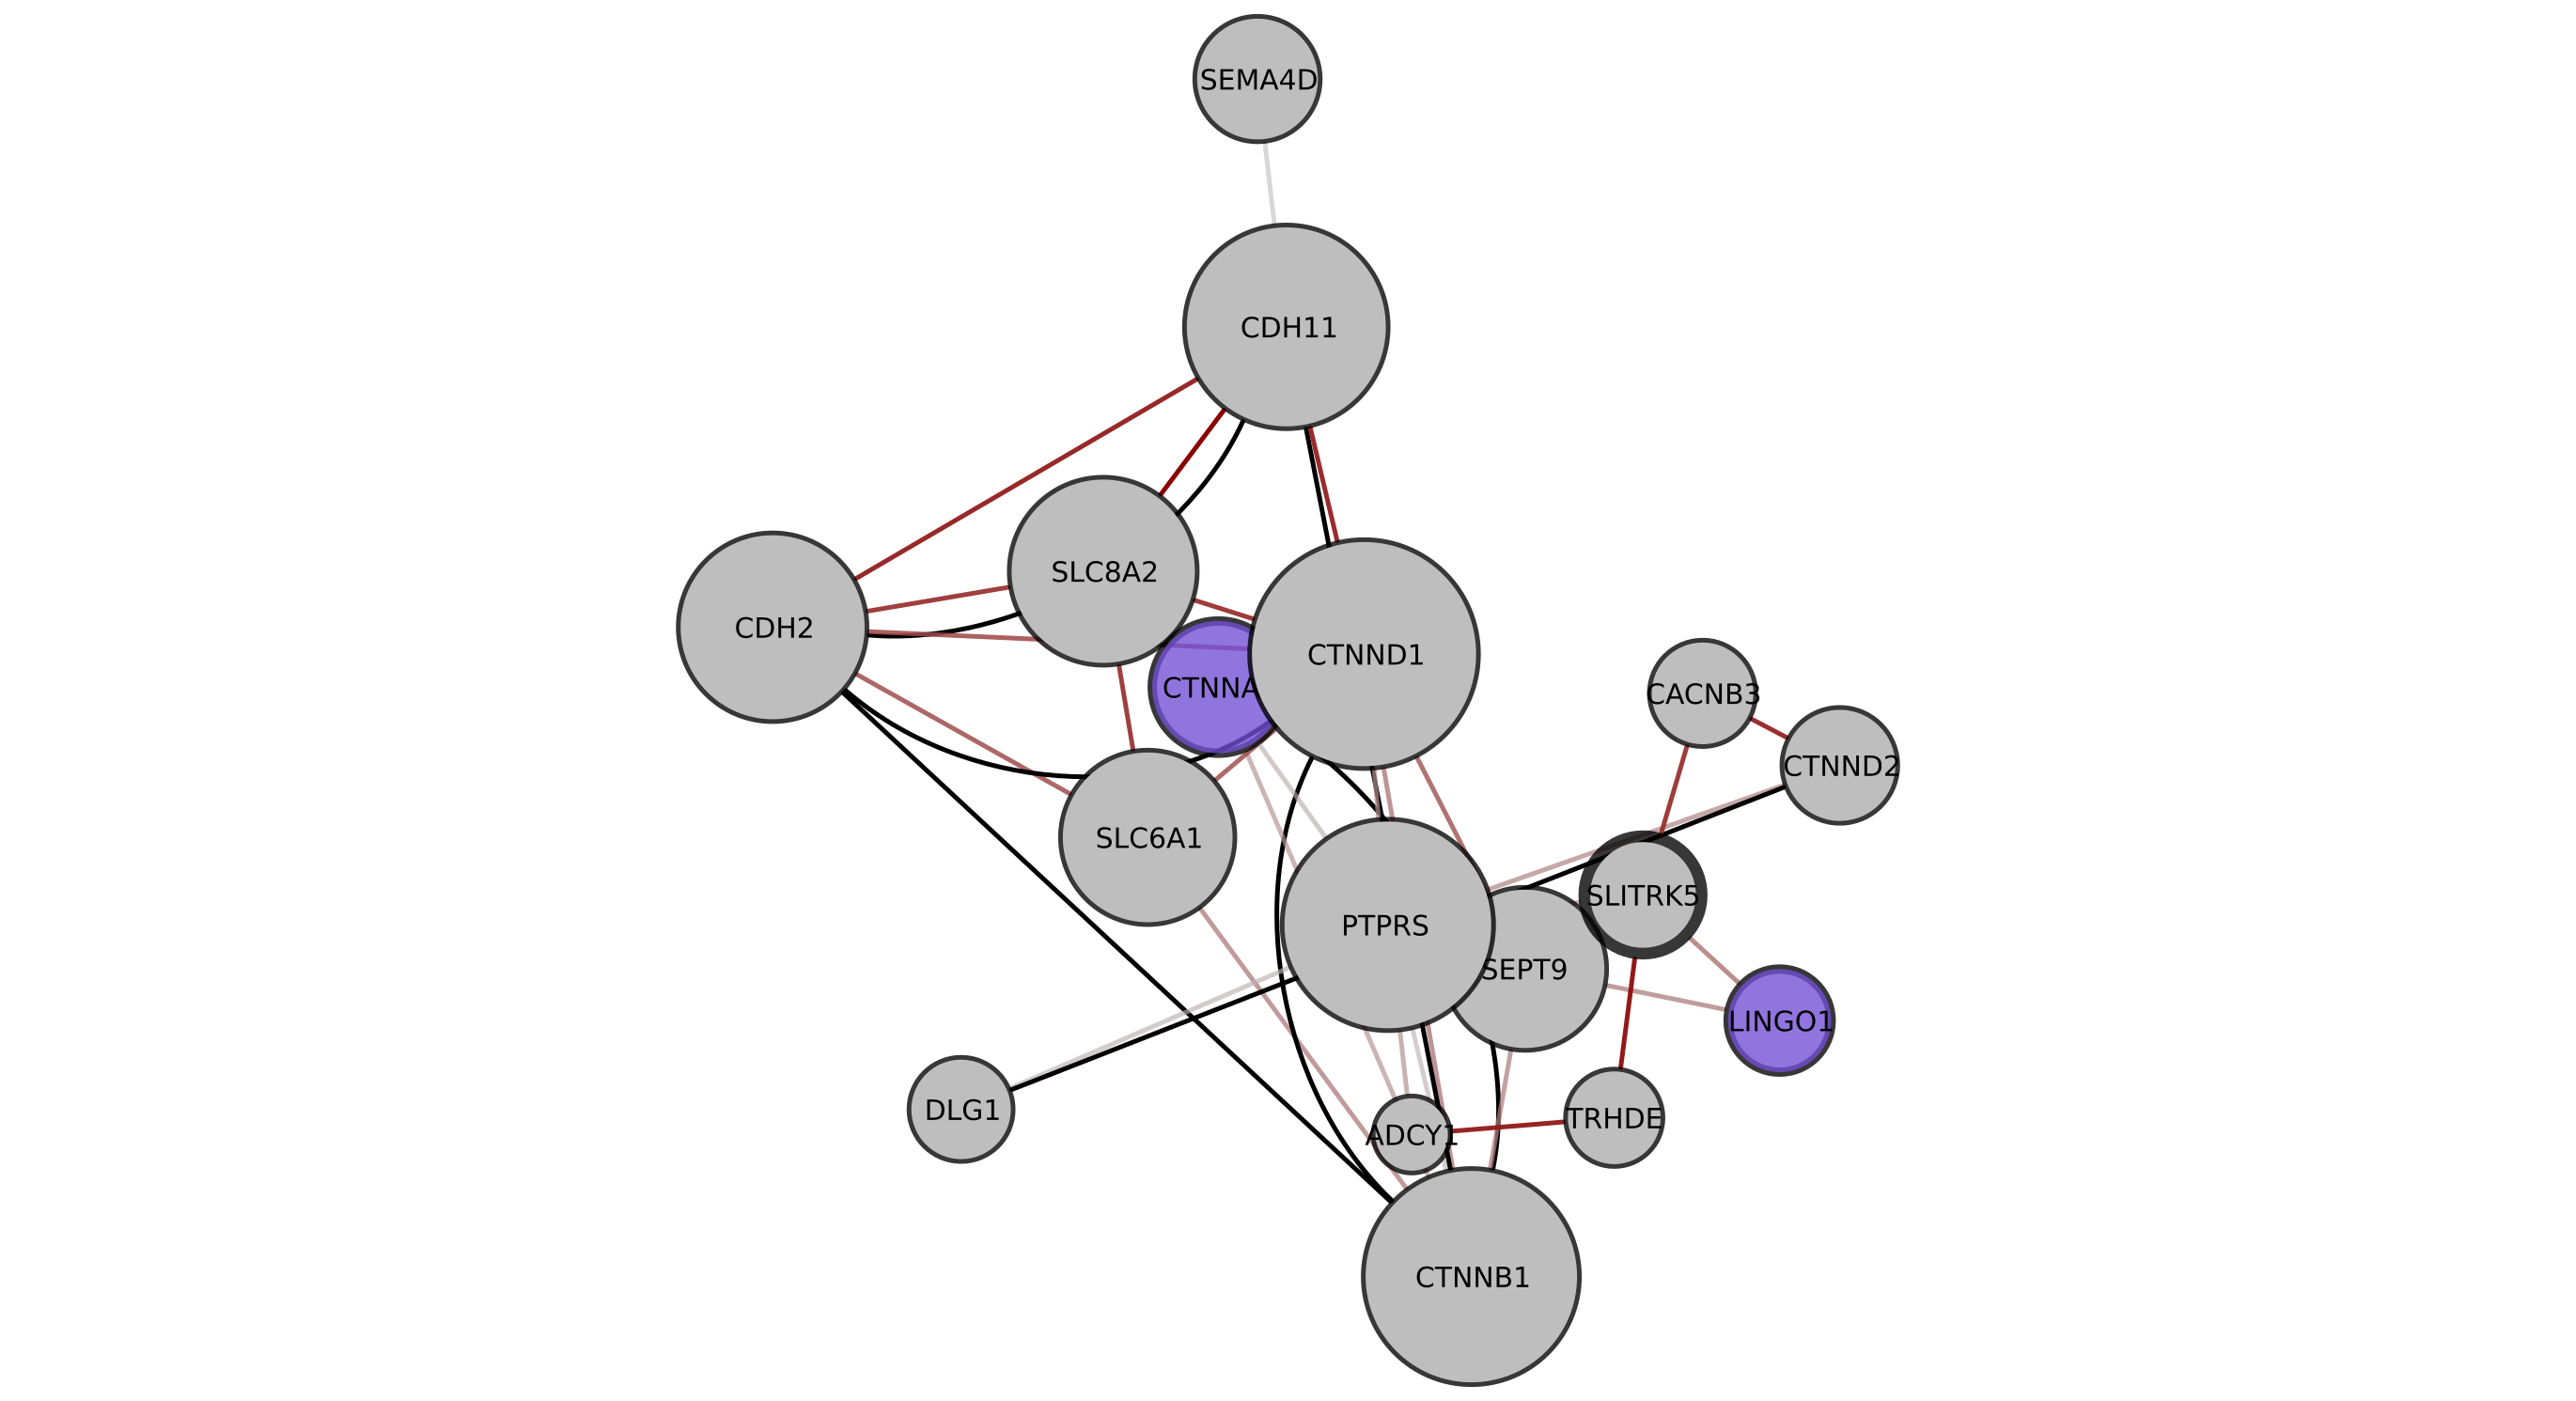 SEMA4D
CDH11
SLC8A2
CDH2
CTNND1
CTNNA
CACNB3
CTNND2
SLC6A1
SLITRK5
PTPRS
SEPT9
LINGO1
DLG1
TRHDE
ADCY1
CTNNB1